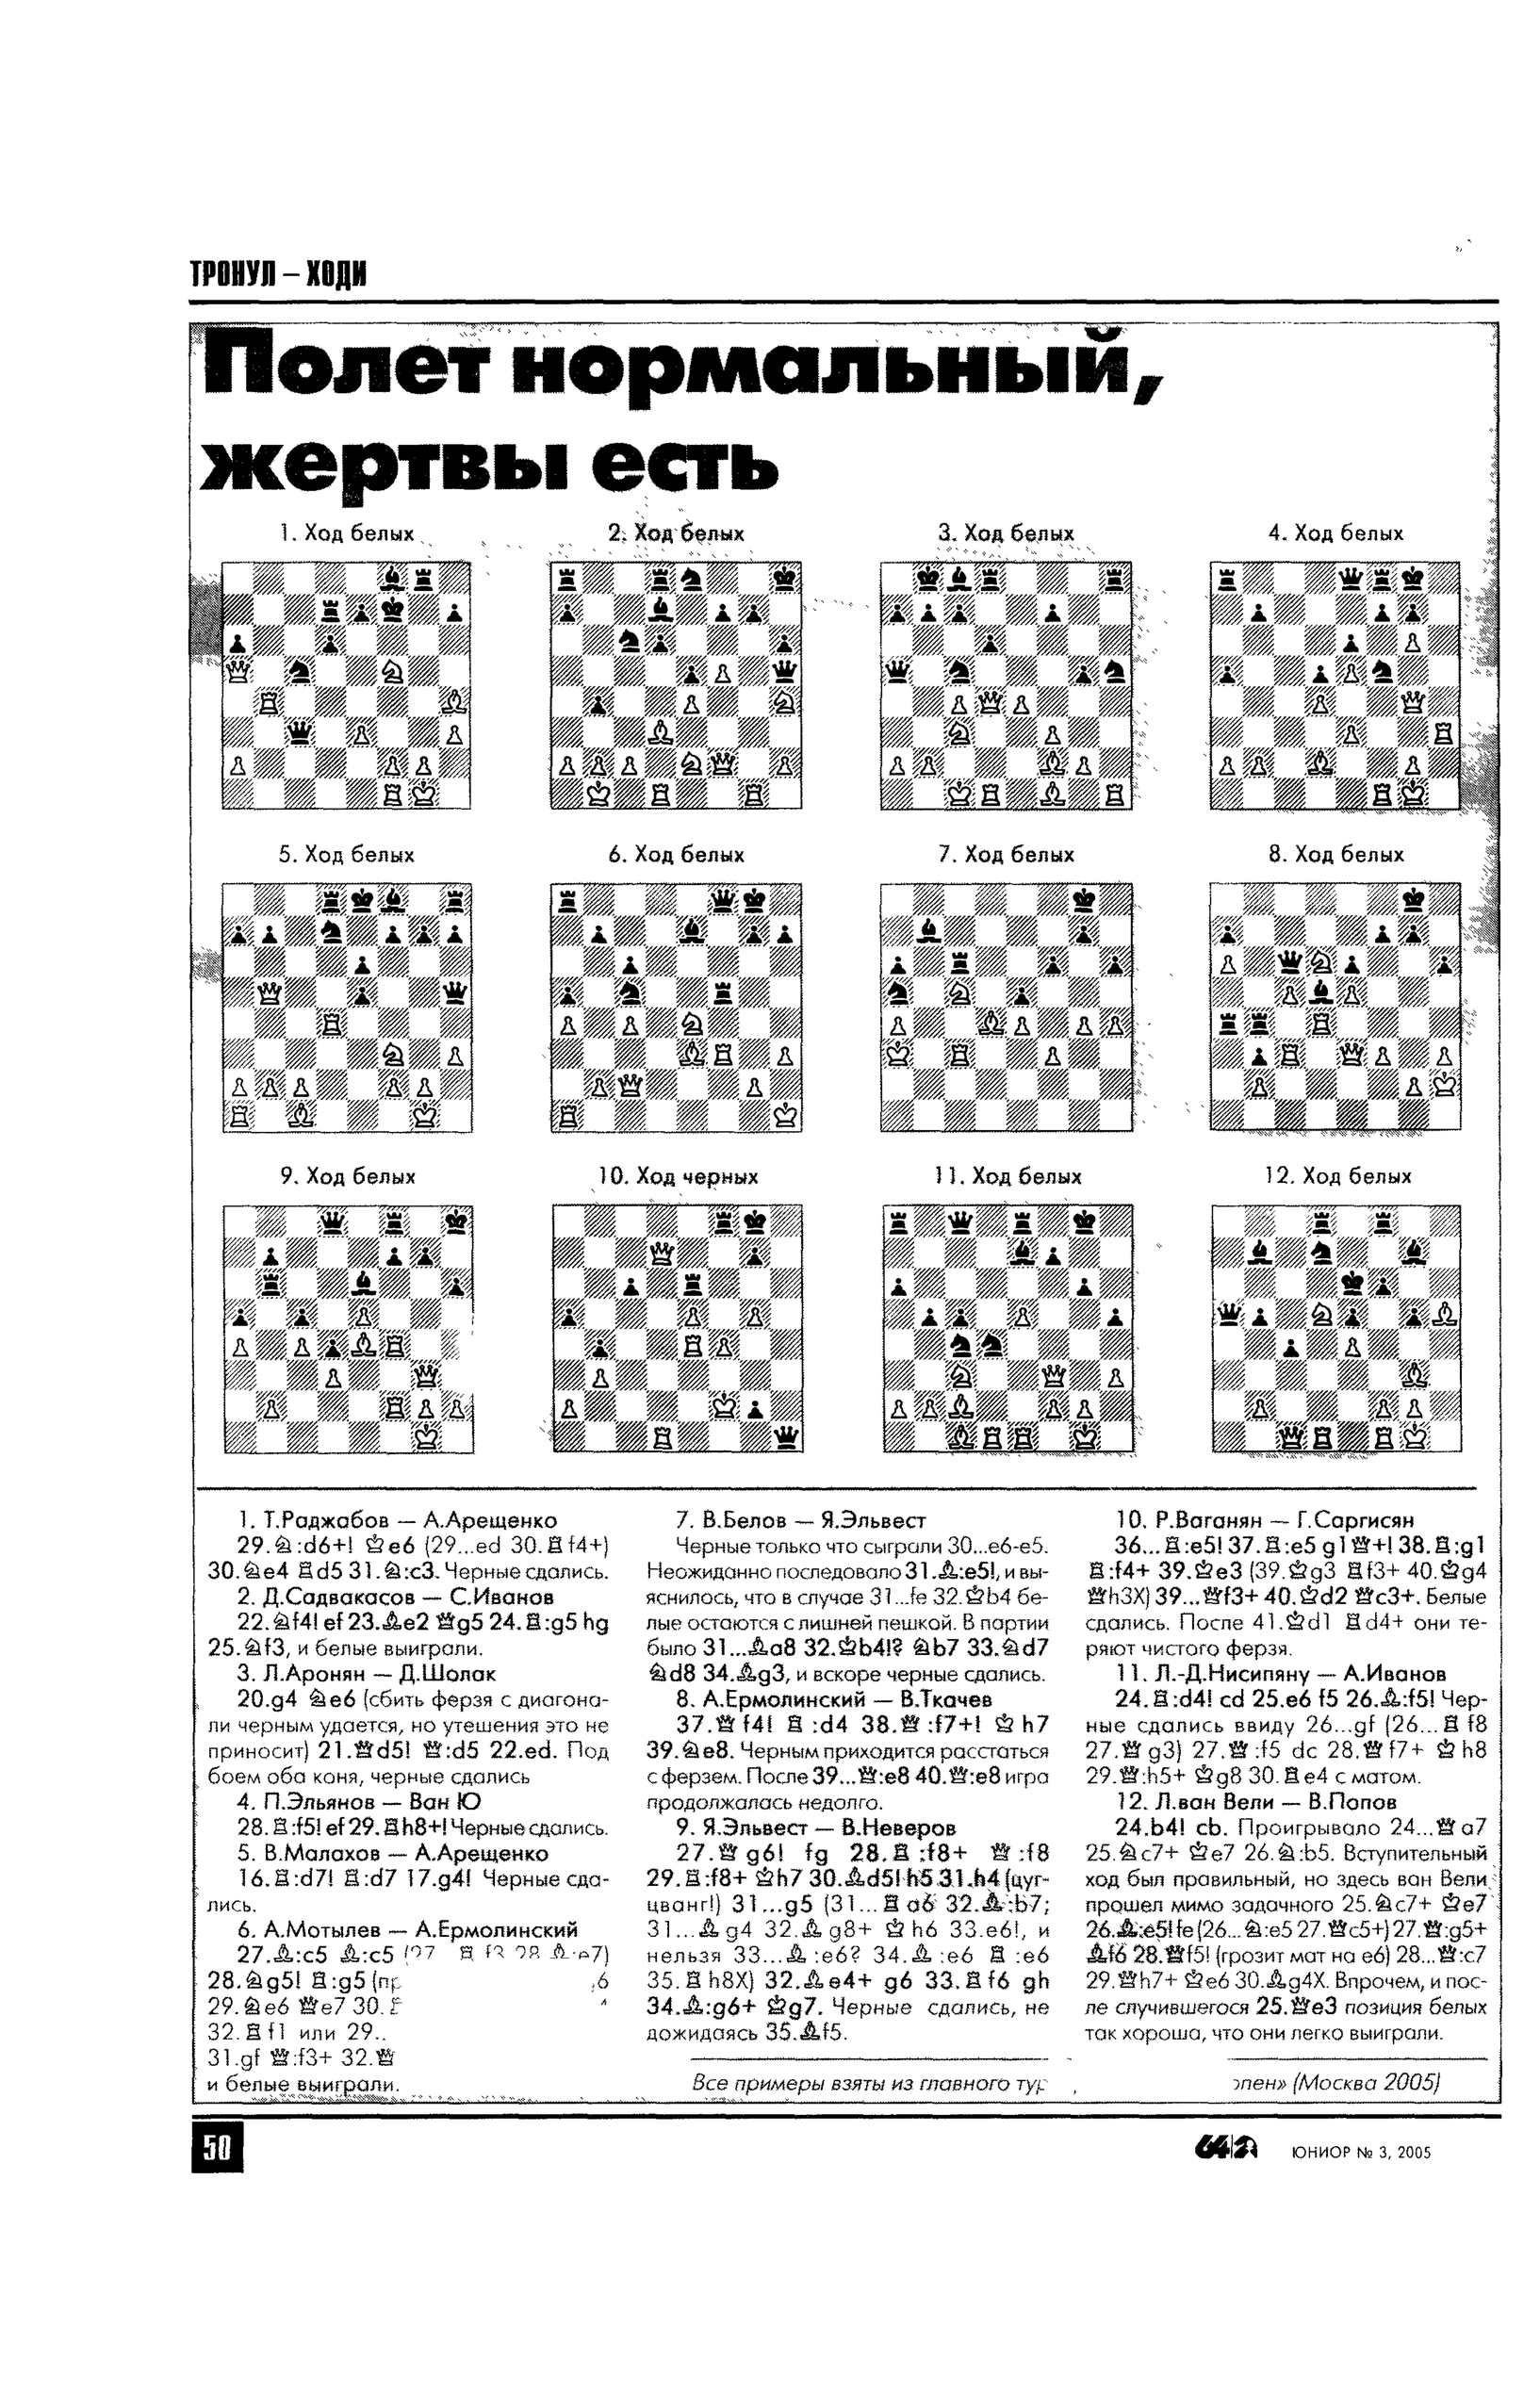 ТРОНУЛ – ХОДИ
Полет нормальный,
жертвы есть
1. Ход белых
2. Ход белых
3. Ход белых
4. Ход белых
5. Ход белых
6. Ход белых
7. Ход белых
8. Ход белых
9. Ход белых
10. Ход черных
11. Ход белых
12. Ход белых
1. Т.Раджабов — А.Арещенко
29.♘:d6+! ♔e6 (29...ed 30.♖f4+)
30.♘e4 ♖d5 31.♘:c3. Черные сдались.
2. Д.Садвакасов — С.Иванов
22.♘f4! ef 23.♗e2 ♕g5 24.♖:g5 hg
25.♘f3, и белые выиграли.
3. Л.Аронян — Д.Шолак
20.g4 ♘e6 (сбить ферзя с диагона-
ли черным удается, но утешения это не
приносит) 21.♕d5! ♕:d5 22.ed. Под
боем оба коня, черные сдались
4. П.Эльянов — Ван Ю
28.♖:f5! ef 29.♖h8+! Черные сдались.
5. В.Малахов — А.Арещенко
16.♖:d7! ♖:d7 17.g4! Черные сда-
лись.
6. А.Мотылев — А.Ермолинский
27.♗:c5 ♗:c5 (27 ♖ f3 28 ♗:e7)
28.♘g5! ♖:g5 (пр 6
29.♘e6 ♕e7 30.
32.♖f1 или 29..
31.gf ♕:f3+ 32.♕
и белые выиграли.
7. В.Белов — Я.Эльвест
Черные только что сыграли 30...e6-e5.
Неожиданно последовало 31.♗:e5!, и вы-
яснилось, что в случае 31...fe 32.♔b4 бе-
лые остаются с лишней пешкой. В партии
было 31...♗a8 32.♔b4!? ♘b7 33.♘d7
♘d8 34.♗g3, и вскоре черные сдались.
8. А.Ермолинский — В.Ткачев
37.♕f4! ♖:d4 38.♕:f7+! ♔h7
39.♘e8. Черным приходится расстаться
с ферзем. После 39...♕:e8 40.♕:e8 игра
продолжалась недолго.
9. Я.Эльвест — В.Неверов
27.♕g6! fg 28.♖:f8+ ♕:f8
29.♖:f8+ ♔h7 30.♗d5! h5 31.h4 (цуг-
цванг!) 31...g5 (31...♖a6 32.♗:b7;
31...♗g4 32.♗g8+ ♔h6 33.e6!, и
нельзя 33...♗:e6? 34.♗:e6 ♖:e6
35.♖h8X) 32.♗e4+ g6 33.♖f6 gh
34.♗:g6+ ♔g7. Черные сдались, не
дожидаясь 35.♗f5.
10. Р.Ваганян — Г.Саргисян
36...♖:e5! 37.♖:e5 g1♕+! 38.♖:g1
♖:f4+ 39.♔e3 (39.♔g3 ♖f3+ 40.♔g4
♕h3X) 39...♕f3+ 40.♔d2 ♕c3+. Белые
сдались. После 41.♔d1 ♖d4+ они те-
ряют чистого ферзя.
11. Л.-Д.Нисипяну — А.Иванов
24.♖:d4! cd 25.e6 f5 26.♗:f5! Чер-
ные сдались ввиду 26...gf (26...♖f8
27.♕g3) 27.♕:f5 dc 28.♕f7+ ♔h8
29.♕:h5+ ♔g8 30.♖e4 с матом.
12. Л.ван Вели — В.Попов
24.b4! cb. Проигрывало 24...♕a7
25.♘c7+ ♔e7 26.♘:b5. Вступительный
ход был правильный, но здесь ван Вели
прошел мимо задачного 25.♘c7+ ♔e7
26.♗:e5! fe (26...♘:e5 27.♕c5+) 27.♕:g5+
♗f6 28.♕f5! (грозит мат на e6) 28...♕:c7
29.♕h7+ ♔e6 30.♗g4X. Впрочем, и пос-
ле случившегося 25.♕e3 позиция белых
так хороша, что они легко выиграли.
Все примеры взяты из главного тур пен» (Москва 2005)
50
64 ЮНИОР № 3, 2005